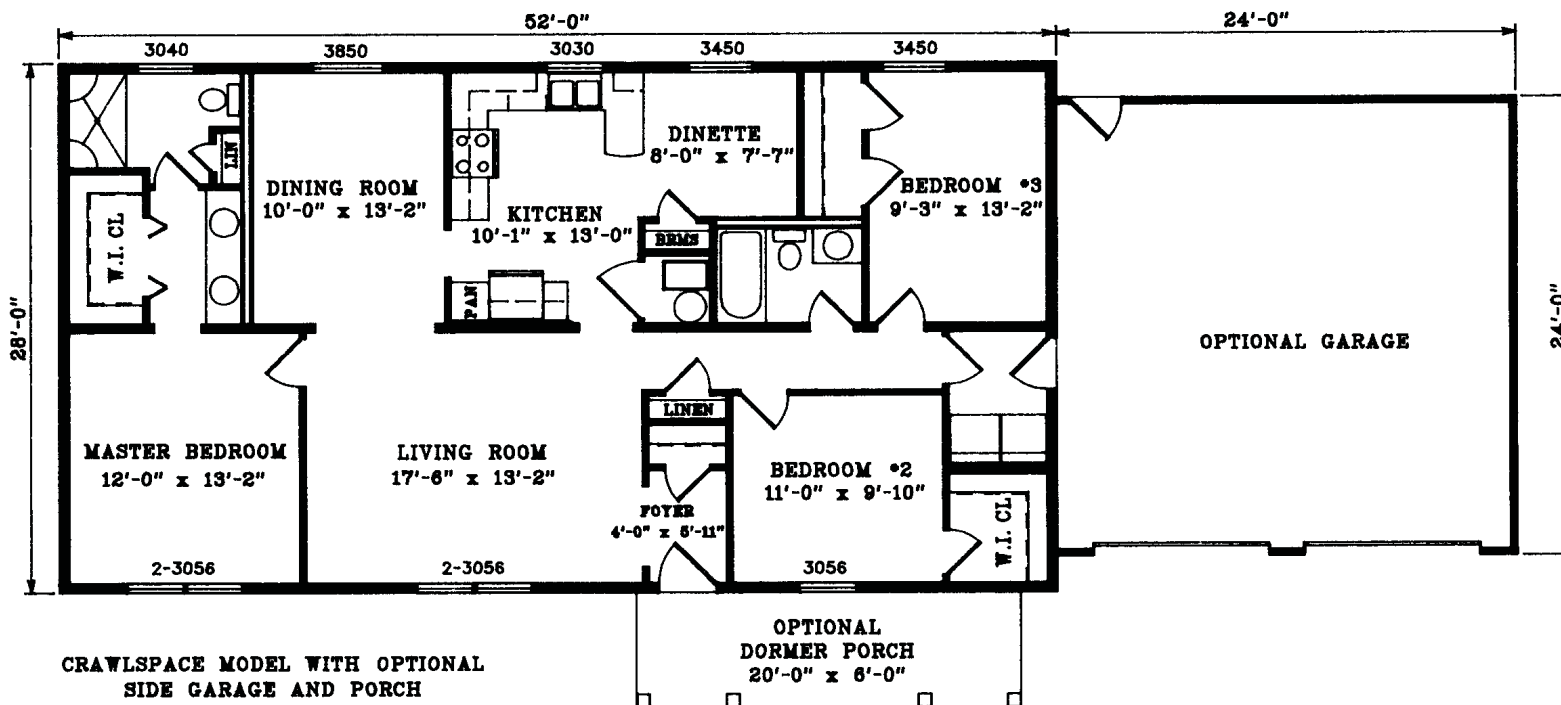 52'-0"
24'-0"
3040
3850
3030
3450
3450
DINETTE
8'-0" x 7'-7"
LIN
DINING ROOM
10'-0" x 13'-2"
BEDROOM #3
9'-3" x 13'-2"
KITCHEN
10'-1" x 13'-0"
BRMS
W.I. CL
PAN
28'-0"
24'-0"
OPTIONAL GARAGE
LINEN
MASTER BEDROOM
12'-0" x 13'-2"
LIVING ROOM
17'-6" x 13'-2"
BEDROOM #2
11'-0" x 9'-10"
FOYER
4'-0" x 5'-11"
W.I. CL
2-3056
2-3056
3056
OPTIONAL
DORMER PORCH
20'-0" x 6'-0"
CRAWLSPACE MODEL WITH OPTIONAL
SIDE GARAGE AND PORCH